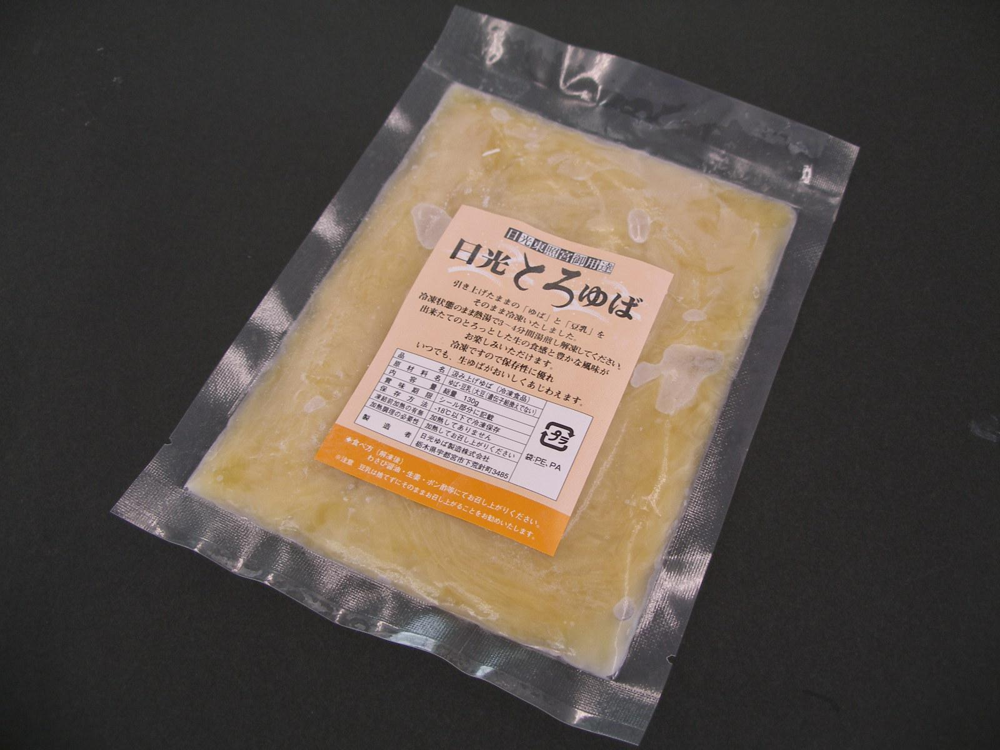 日光東照宮御用達
日光とろゆば
引き上げたままの「ゆば」と「豆乳」を
そのまま冷凍いたしました。
冷凍状態のまま熱湯で3－4分間湯煎し解凍してください。
出来たてのとろっとした生の食感と豊かな風味が
お楽しみいただけます。
冷凍ですので保存性に優れ
いつでも、生ゆばがおいしくあじわえます。
品名 汲み上げゆば（冷凍食品）
原材料名 ゆば・豆乳(大豆(遺伝子組換えでない))
内容量 総量 130g
賞味期限 シール部分に記載
保存方法 -18℃以下で冷凍保存
凍結前加熱の有無 加熱してありません
加熱調理の必要性 加熱してお召し上がりください
製造者 日光ゆば製造株式会社
栃木県宇都宮市下荒針町3485
プラ
袋:PE、PA
◆食べ方（解凍後）
わさび醤油・生姜・ポン酢等にてお召し上がりください。
※注意 豆乳は捨てずにそのままお召し上がることをお勧めいたします。